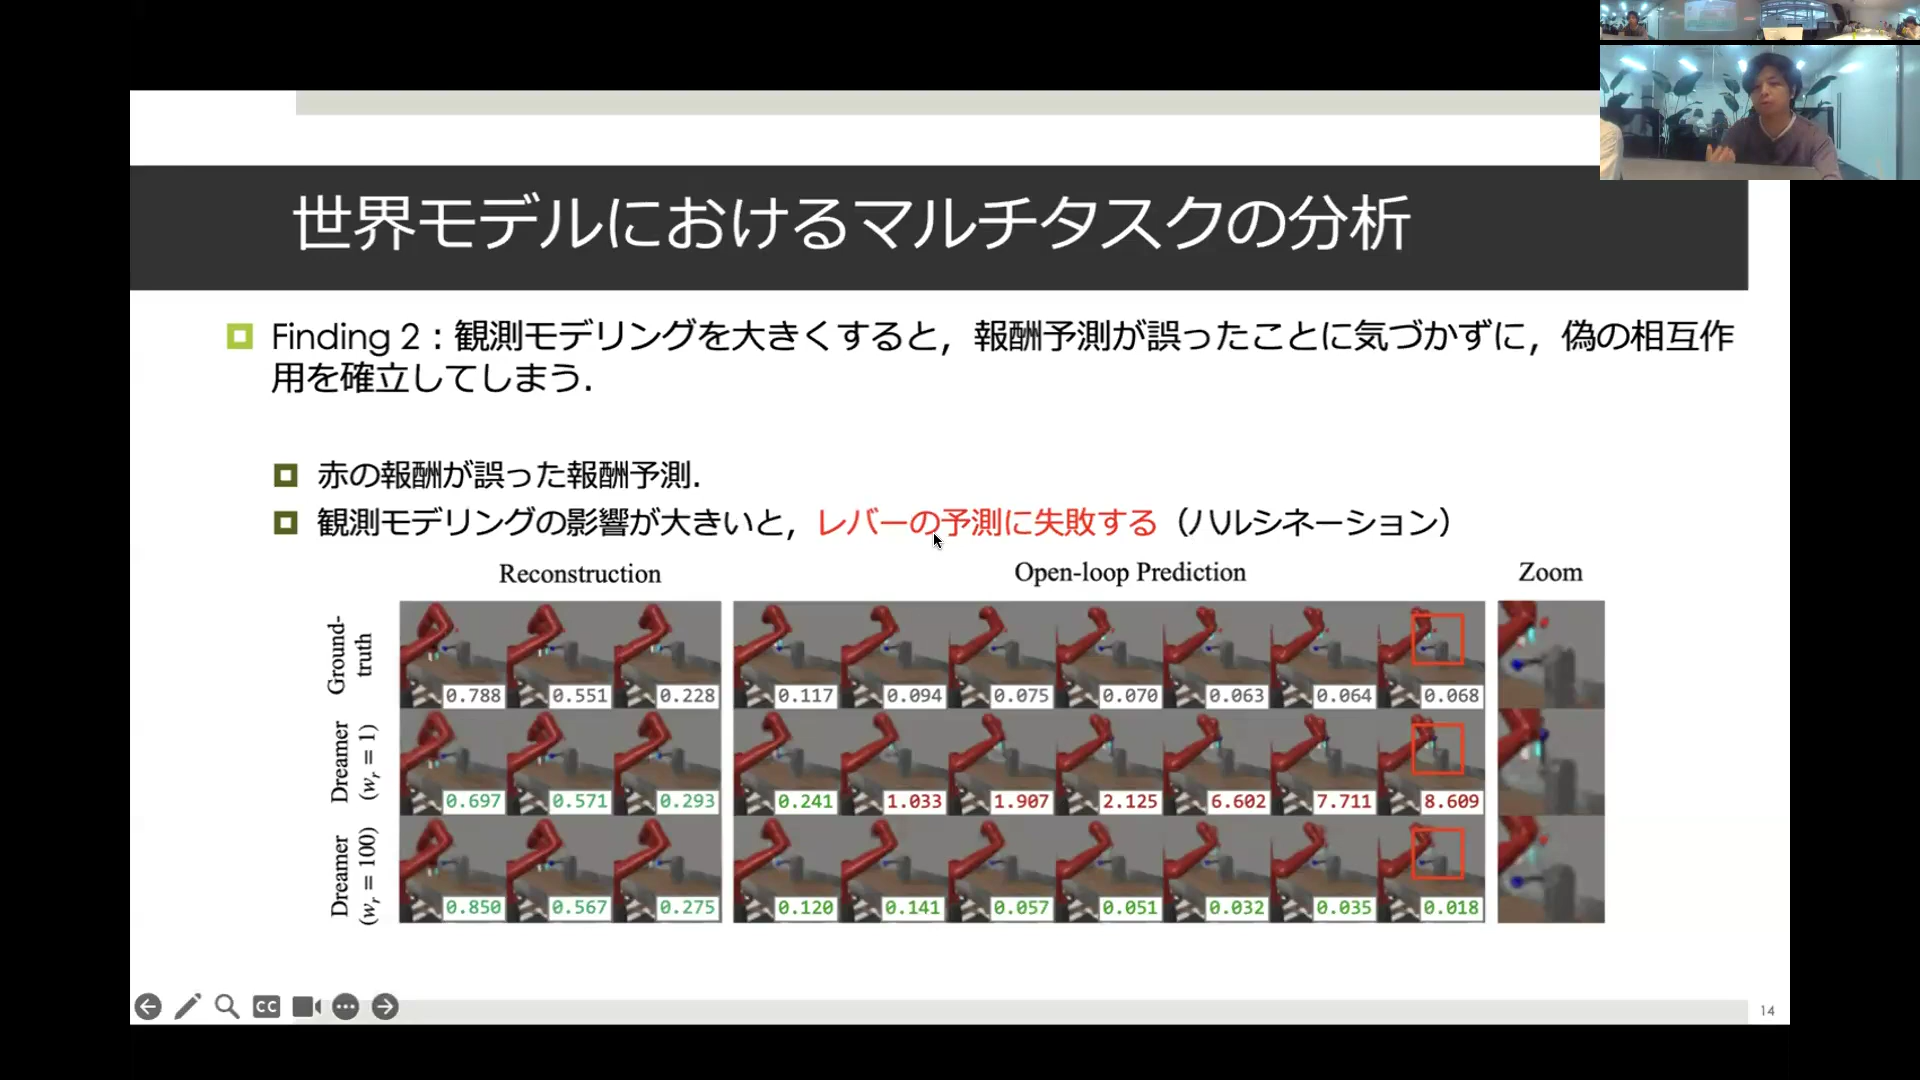 世界モデルにおけるマルチタスクの分析
Finding 2：観測モデリングを大きくすると，報酬予測が誤ったことに気づかずに，偽の相互作
用を確立してしまう．
赤の報酬が誤った報酬予測．
観測モデリングの影響が大きいと，レバーの予測に失敗する（ハルシネーション）
Reconstruction Open-loop Prediction Zoom
Ground-
truth
0.788 0.551 0.228 0.117 0.094 0.075 0.070 0.063 0.064 0.068
Dreamer
(w_r = 1)
0.697 0.571 0.293 0.241 1.033 1.907 2.125 6.602 7.711 8.609
Dreamer
(w_r = 100)
0.850 0.567 0.275 0.120 0.141 0.057 0.051 0.032 0.035 0.018
CC
14